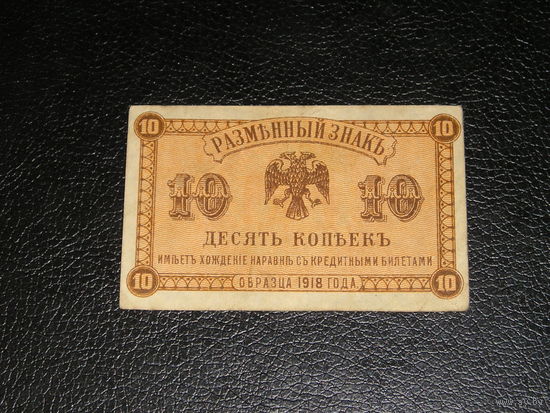 10 10
РАЗМѢННЫЙ ЗНАКЪ
10 10
ДЕСЯТЬ КОПѢЕКЪ
ИМѢЕТЪ ХОЖДЕНІЕ НАРАВНѢ СЪ КРЕДИТНЫМИ БИЛЕТАМИ
10 ОБРАЗЦА 1918 ГОДА 10